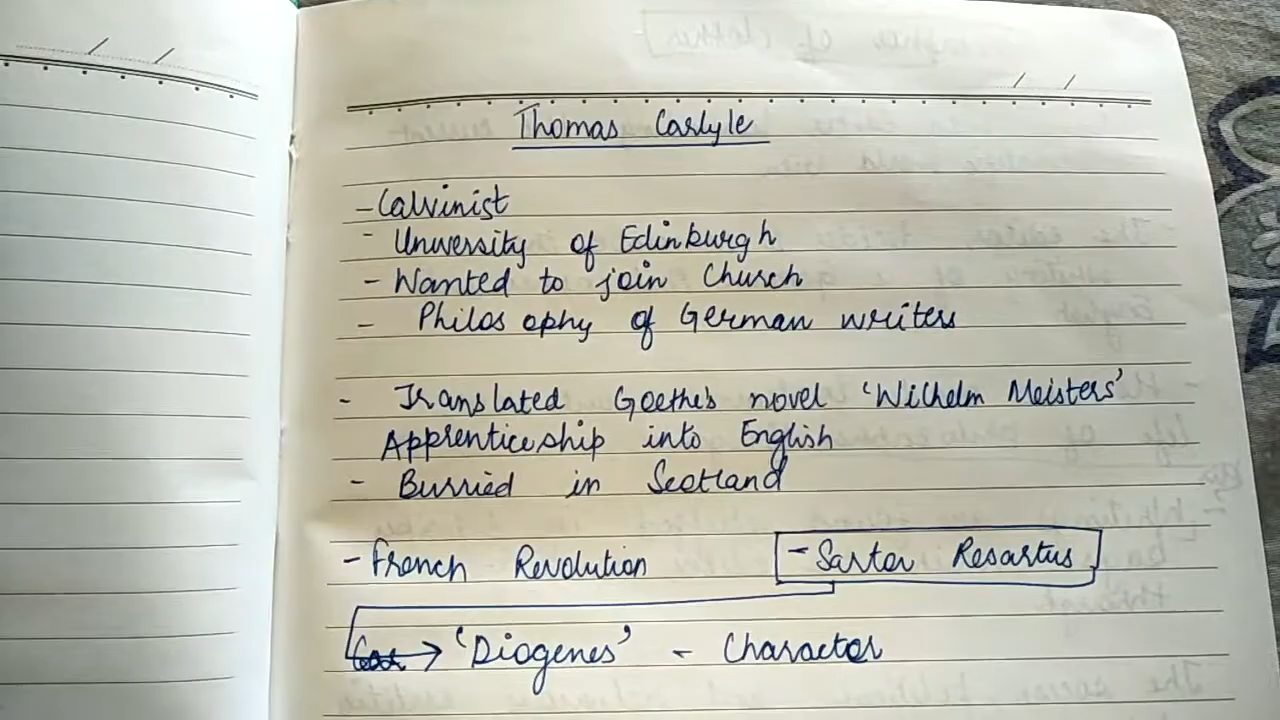 Thomas Carlyle
- Calvinist
- University of Edinburgh
- Wanted to join Church
- Philosophy of German writers
- Translated Goethe's novel 'Wilhelm Meisters'
Apprenticeship into English
- Burried in Scotland
- French Revolution
- Sartor Resartus
→ 'Diogenes' - Character